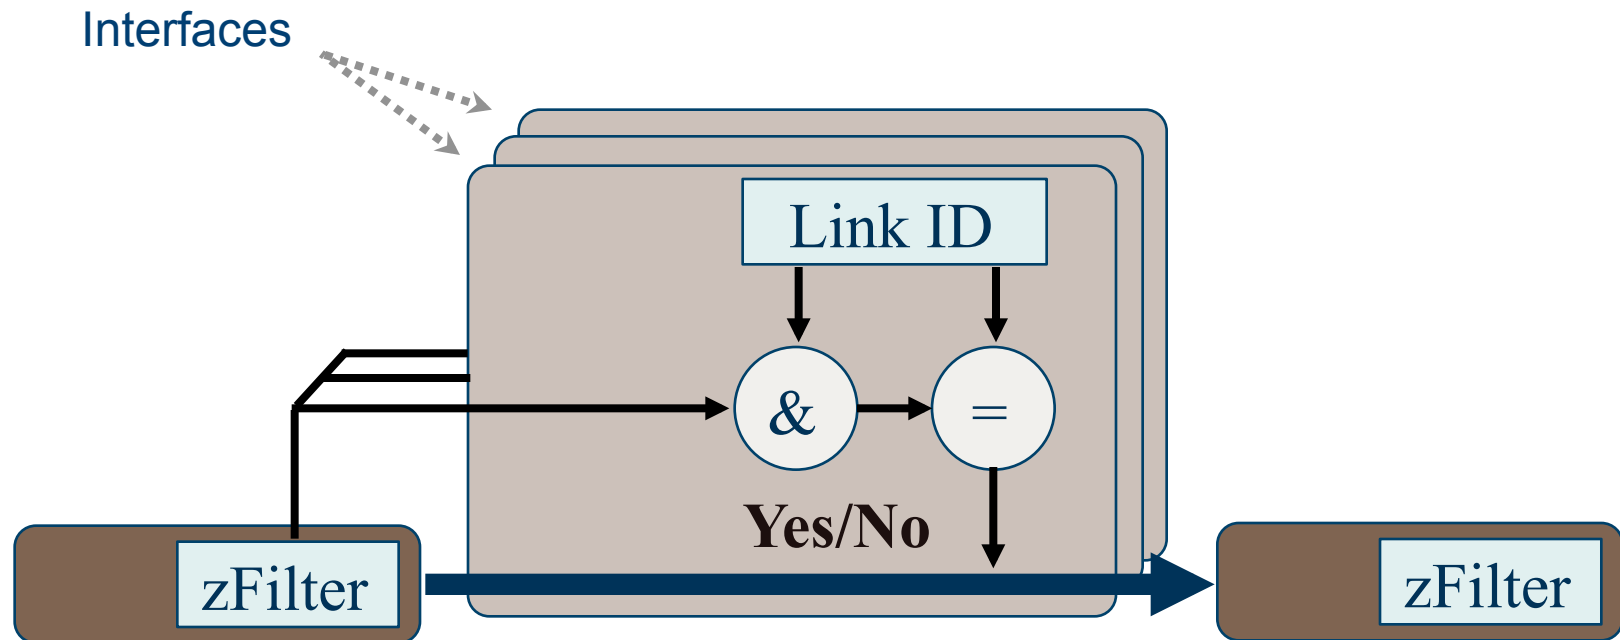 Interfaces
Link ID
&
=
Yes/No
zFilter
zFilter